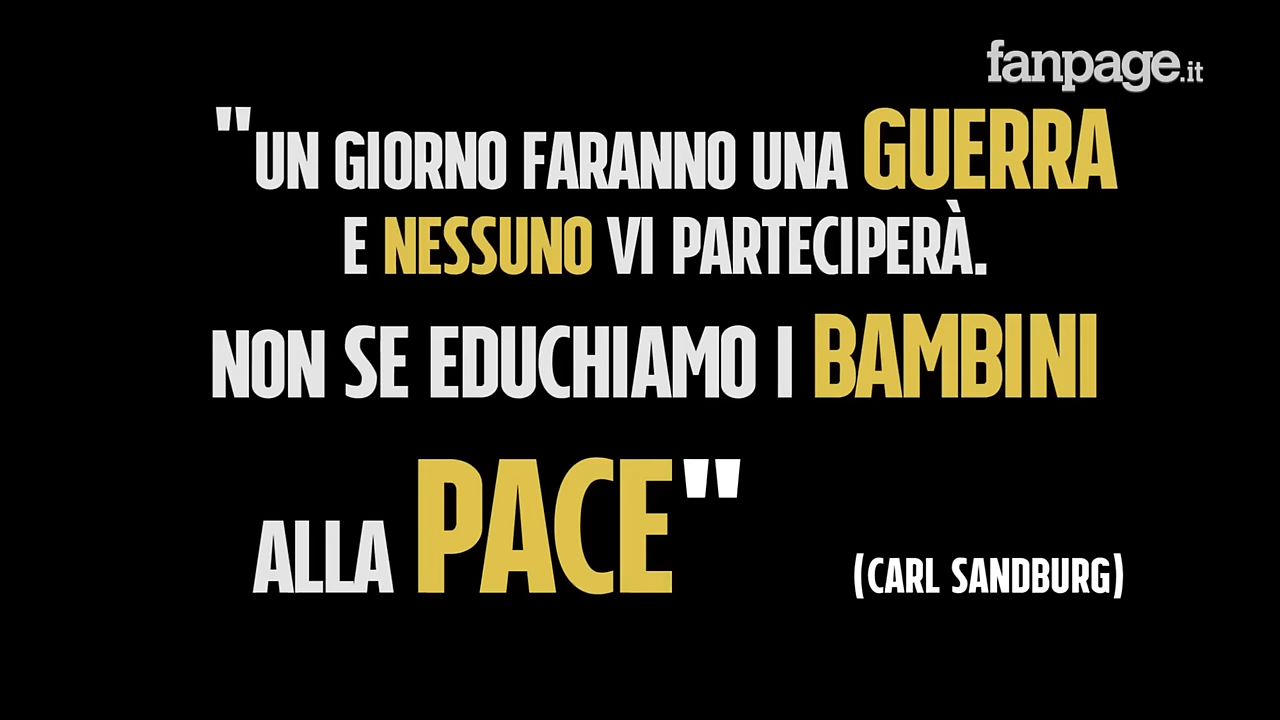 fanpage.it
"UN GIORNO FARANNO UNA GUERRA
E NESSUNO VI PARTECIPERÀ.
NON SE EDUCHIAMO I BAMBINI
ALLA PACE"
(CARL SANDBURG)